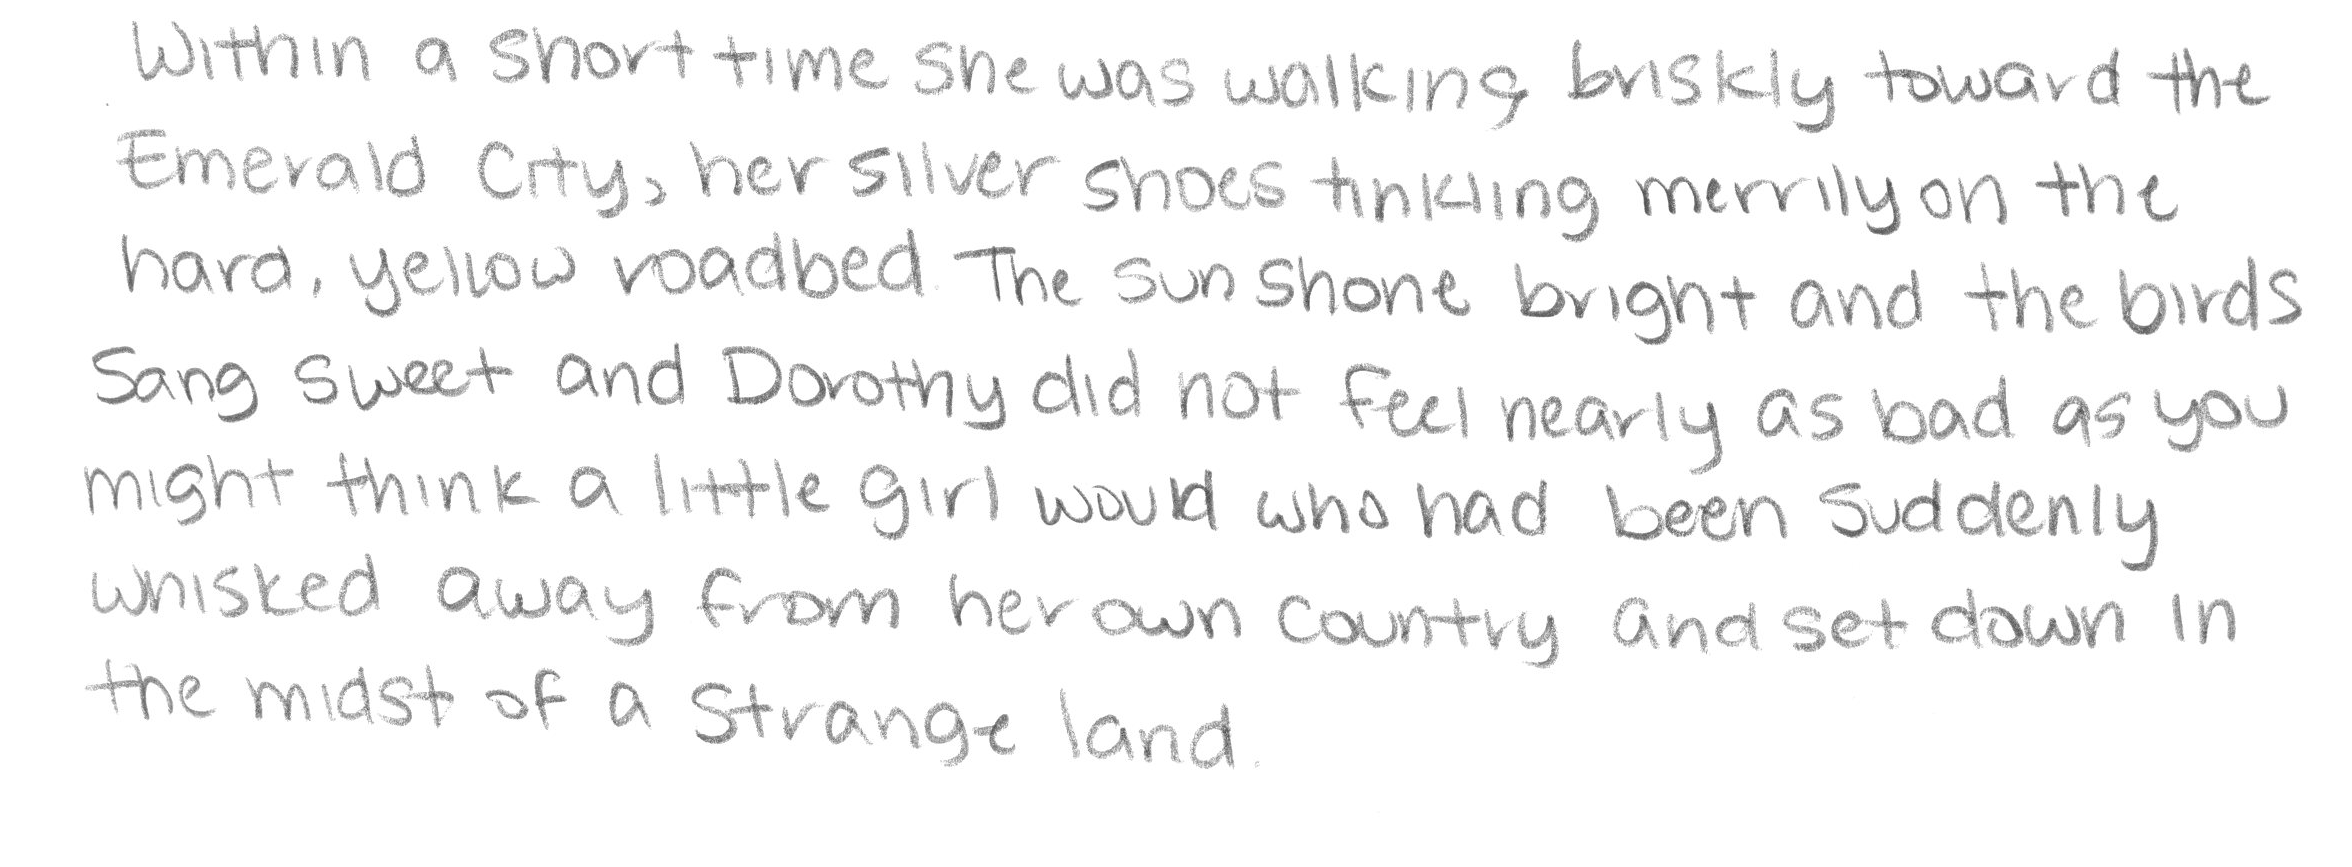 Within a short time she was walking briskly toward the
Emerald City, her silver shoes tinkling merrily on the
hard, yellow roadbed. The sun shone bright and the birds
sang sweet and Dorothy did not feel nearly as bad as you
might think a little girl would who had been suddenly
whisked away from her own country and set down in
the midst of a strange land.